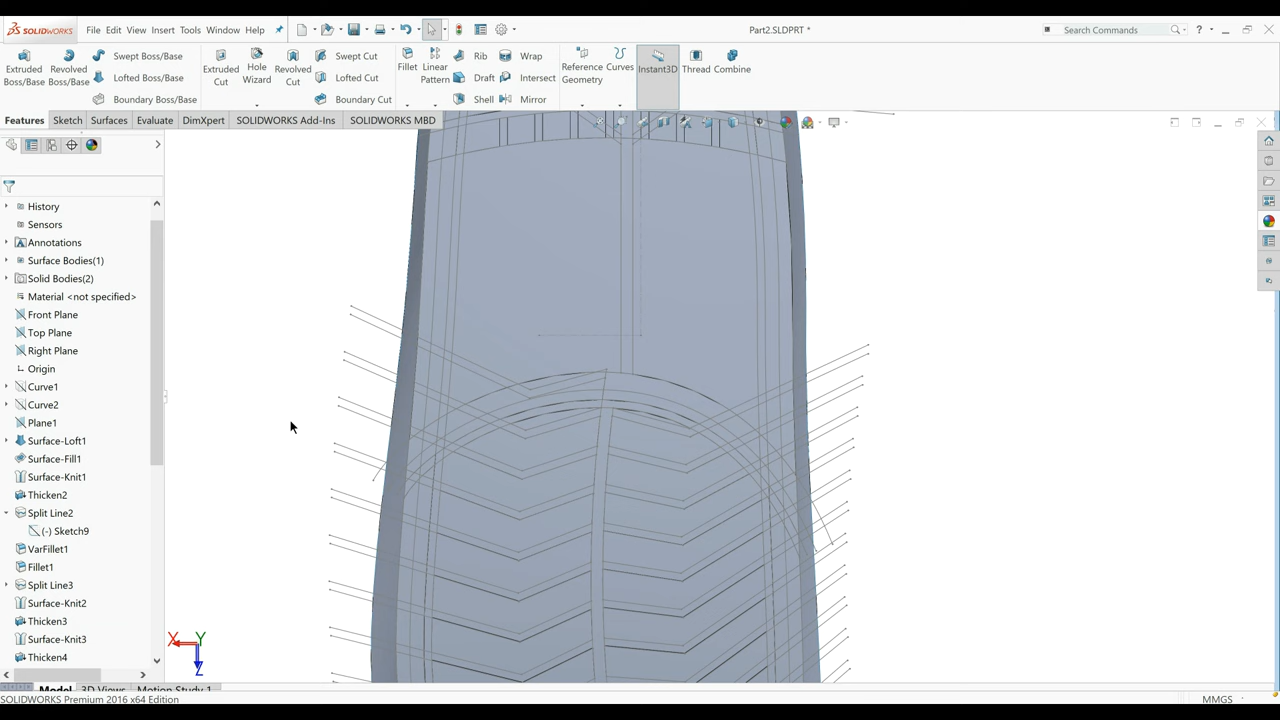 SOLIDWORKS File Edit View Insert Tools Window Help Part2.SLDPRT * Search Commands
Extruded Boss/Base
Revolved Boss/Base
Swept Boss/Base
Lofted Boss/Base
Boundary Boss/Base
Extruded Cut
Hole Wizard
Revolved Cut
Swept Cut
Lofted Cut
Boundary Cut
Fillet
Linear Pattern
Rib
Draft
Shell
Wrap
Intersect
Mirror
Reference Geometry
Curves
Instant3D
Thread
Combine
Features Sketch Surfaces Evaluate DimXpert SOLIDWORKS Add-Ins SOLIDWORKS MBD
History
Sensors
Annotations
Surface Bodies(1)
Solid Bodies(2)
Material <not specified>
Front Plane
Top Plane
Right Plane
Origin
Curve1
Curve2
Plane1
Surface-Loft1
Surface-Fill1
Surface-Knit1
Thicken2
Split Line2
(-) Sketch9
VarFillet1
Fillet1
Split Line3
Surface-Knit2
Thicken3
Surface-Knit3
Thicken4
X Y
Z
Model 3D Views Motion Study 1
SOLIDWORKS Premium 2016 x64 Edition MMGS